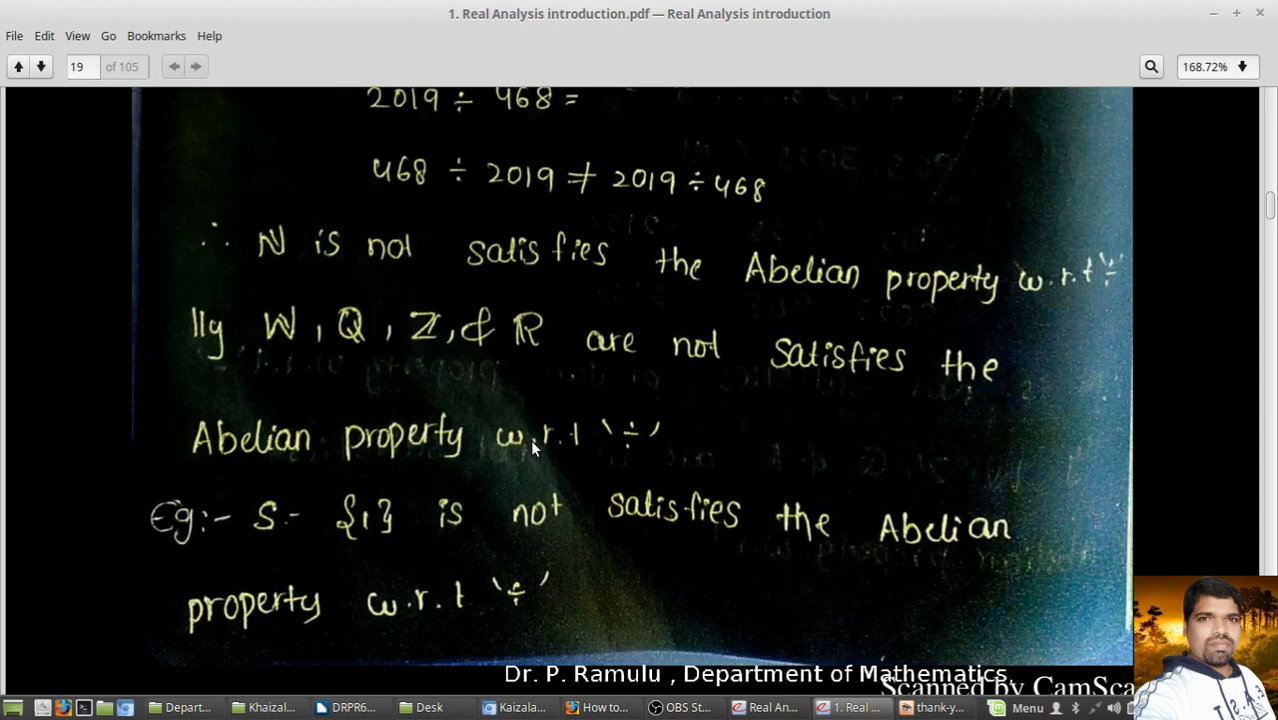 1. Real Analysis introduction.pdf — Real Analysis introduction
File Edit View Go Bookmarks Help
19 of 105 168.72%
2019 ÷ 468 =
468 ÷ 2019 ≠ 2019 ÷ 468
∴ N is not satisfies the Abelian property w.r.t '÷'
lly W, Q, Z, & R are not satisfies the
Abelian property w.r.t '÷'
Eg:- S = {1} is not satisfies the Abelian
property w.r.t '÷'
Dr. P. Ramulu , Department of Mathematics.
Scanned by CamSca
Depart... Khaizal... DRPR6... Desk Kaizala... How to... OBS St... Real An... 1. Real ... thank-y... Menu